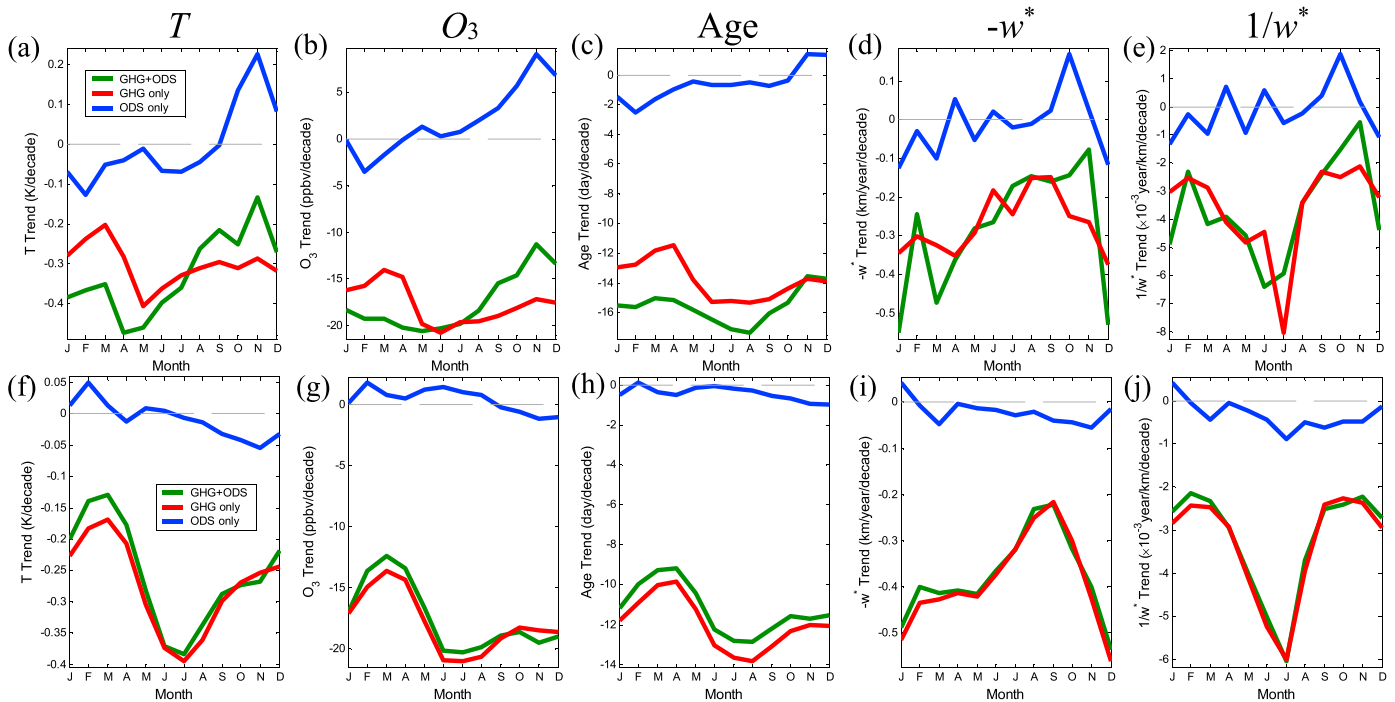 T
O3
Age
-w*
1/w*
(a)
T Trend (K/decade)
0.2
0.1
0
-0.1
-0.2
-0.3
-0.4
GHG+ODS
GHG only
ODS only
J F M A M J J A S O N D
Month
(b)
O3 Trend (ppbv/decade)
5
0
-5
-10
-15
-20
J F M A M J J A S O N D
Month
(c)
Age Trend (day/decade)
0
-2
-4
-6
-8
-10
-12
-14
-16
J F M A M J J A S O N D
Month
(d)
-w* Trend (km/year/decade)
0.1
0
-0.1
-0.2
-0.3
-0.4
-0.5
J F M A M J J A S O N D
Month
(e)
1/w* Trend (×10-3year/km/decade)
2
1
0
-1
-2
-3
-4
-5
-6
-7
-8
J F M A M J J A S O N D
Month
(f)
T Trend (K/decade)
0.05
0
-0.05
-0.1
-0.15
-0.2
-0.25
-0.3
-0.35
-0.4
GHG+ODS
GHG only
ODS only
J F M A M J J A S O N D
Month
(g)
O3 Trend (ppbv/decade)
0
-5
-10
-15
-20
J F M A M J J A S O N D
Month
(h)
Age Trend (day/decade)
0
-2
-4
-6
-8
-10
-12
-14
J F M A M J J A S O N D
Month
(i)
-w* Trend (km/year/decade)
0
-0.1
-0.2
-0.3
-0.4
-0.5
J F M A M J J A S O N D
Month
(j)
1/w* Trend (×10-3year/km/decade)
0
-1
-2
-3
-4
-5
-6
J F M A M J J A S O N D
Month